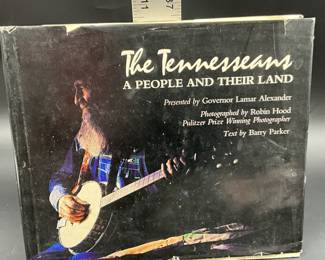 The Tennesseans
A PEOPLE AND THEIR LAND
Presented by Governor Lamar Alexander
Photographed by Robin Hood
Pulitzer Prize Winning Photographer
Text by Barry Parker